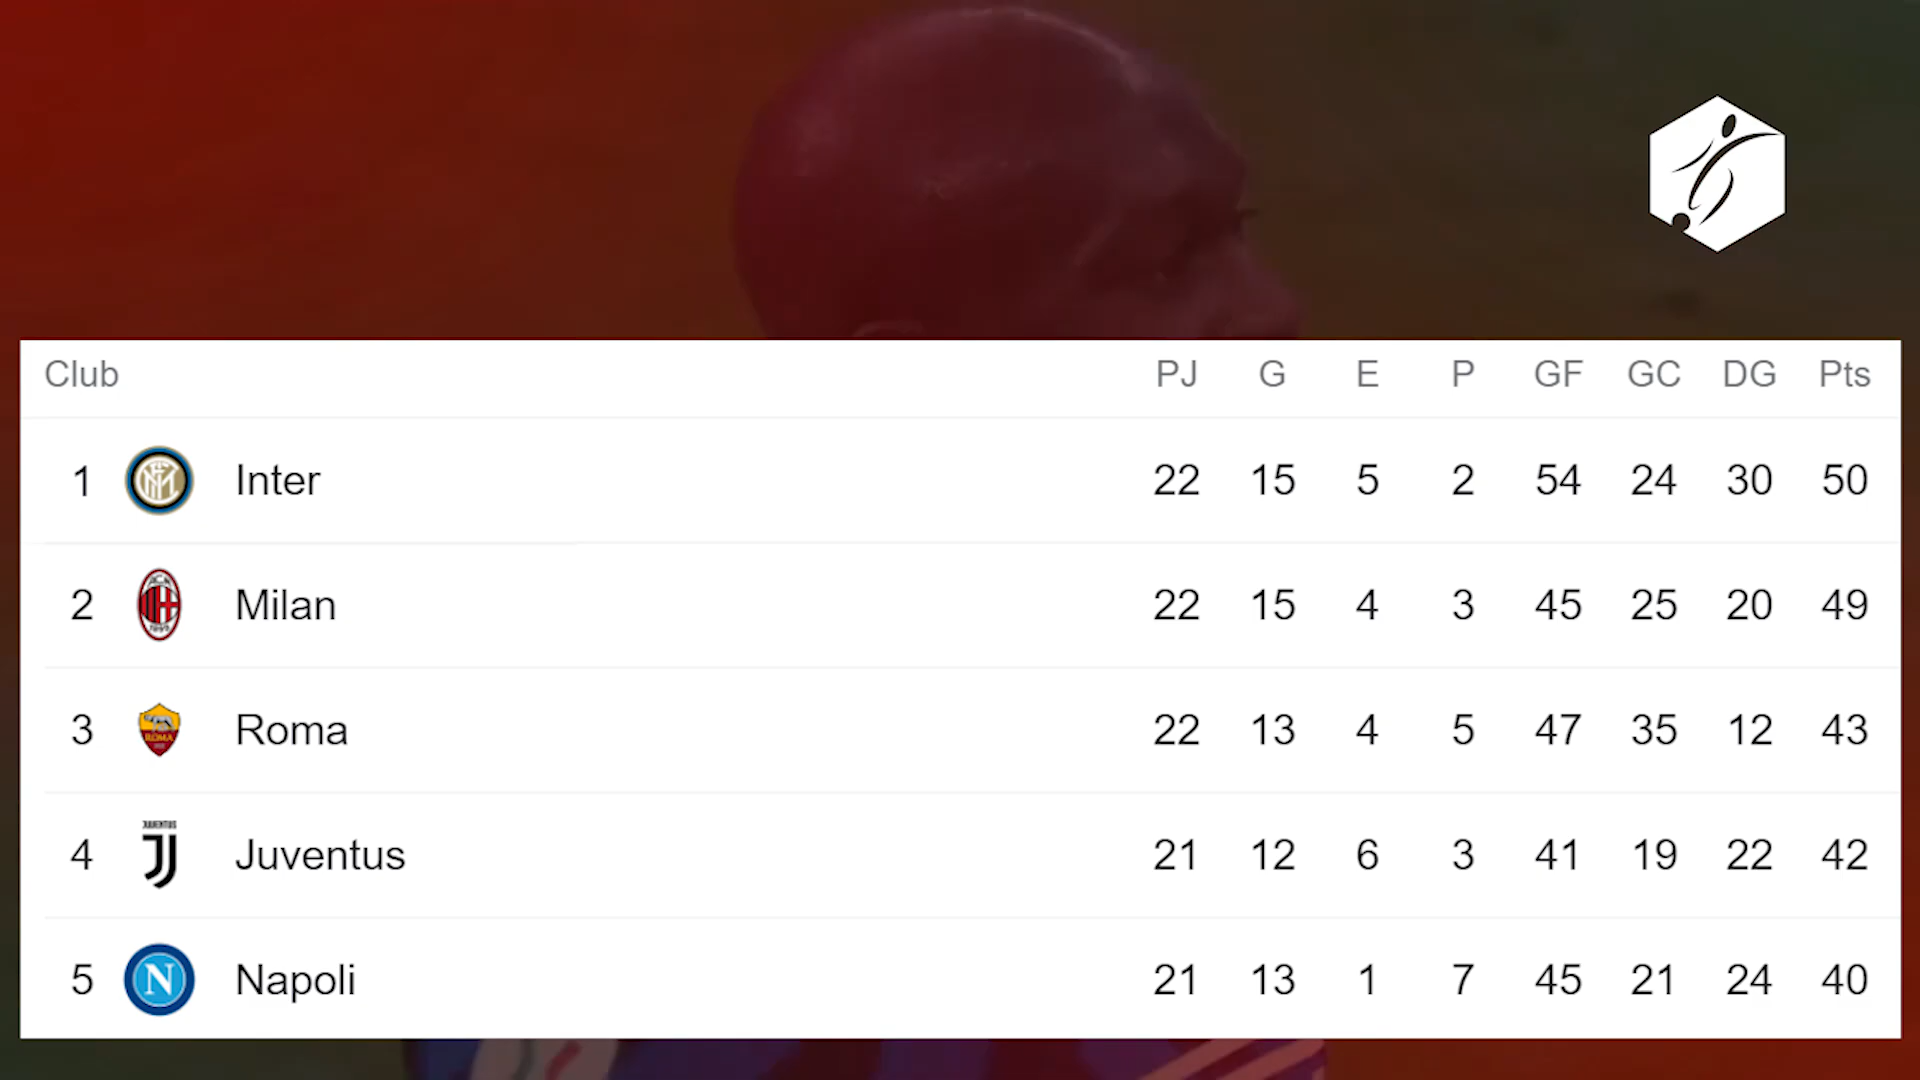 Club PJ G E P GF GC DG Pts
1 Inter 22 15 5 2 54 24 30 50
2 Milan 22 15 4 3 45 25 20 49
3 ROMA Roma 22 13 4 5 47 35 12 43
JUVENTUS
4 Juventus 21 12 6 3 41 19 22 42
5 N Napoli 21 13 1 7 45 21 24 40